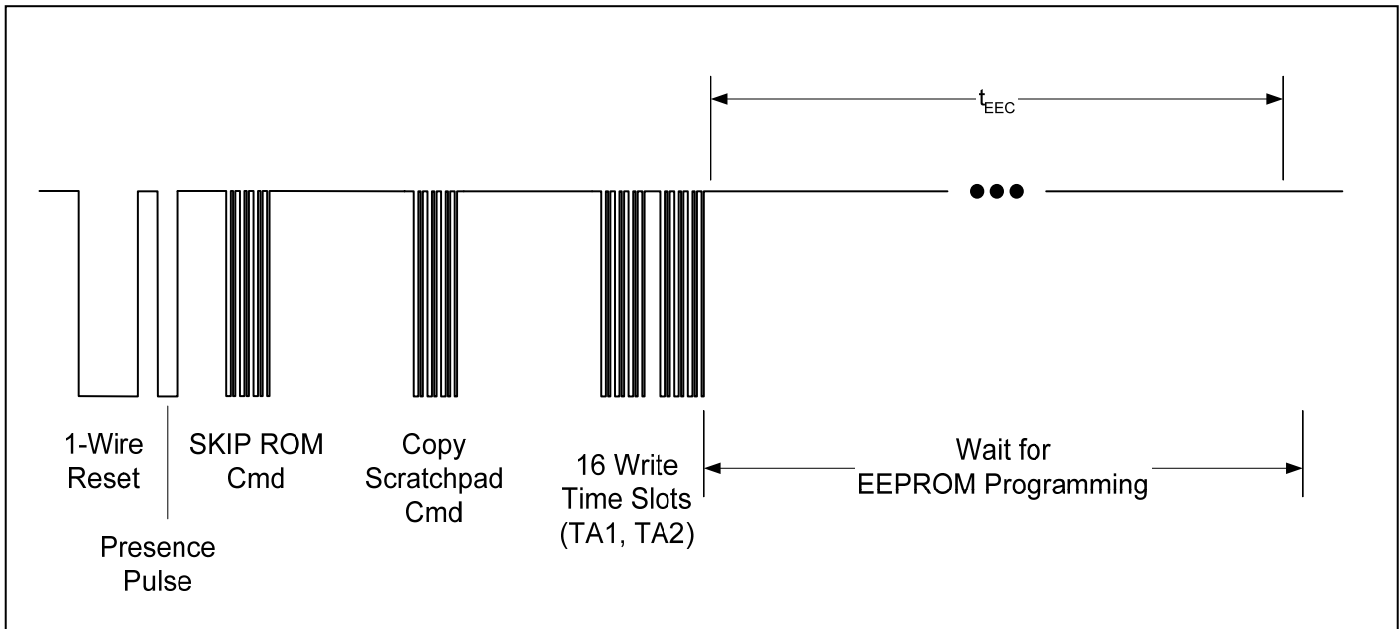 tEEC
1-Wire
Reset
Presence
Pulse
SKIP ROM
Cmd
Copy
Scratchpad
Cmd
16 Write
Time Slots
(TA1, TA2)
Wait for
EEPROM Programming